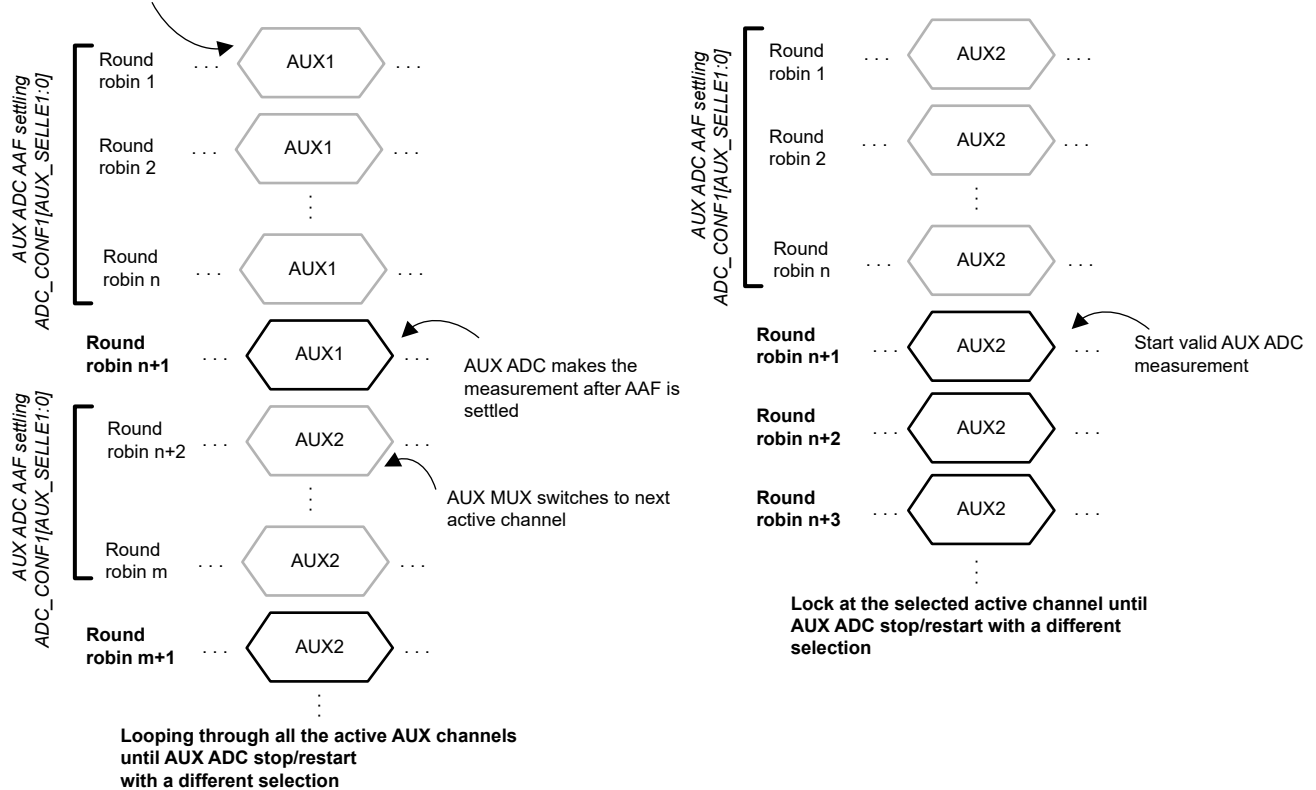 AUX ADC AAF settling
ADC_CONF1[AUX_SELLE1:0]
Round
robin 1
. . .
AUX1
. . .
Round
robin 2
. . .
AUX1
. . .
Round
robin n
. . .
AUX1
. . .
Round
robin n+1
. . .
AUX1
. . .
AUX ADC makes the
measurement after AAF is
settled
AUX ADC AAF settling
ADC_CONF1[AUX_SELLE1:0]
Round
robin n+2
. . .
AUX2
. . .
AUX MUX switches to next
active channel
Round
robin m
. . .
AUX2
. . .
Round
robin m+1
. . .
AUX2
. . .
Looping through all the active AUX channels
until AUX ADC stop/restart
with a different selection
AUX ADC AAF settling
ADC_CONF1[AUX_SELLE1:0]
Round
robin 1
. . .
AUX2
. . .
Round
robin 2
. . .
AUX2
. . .
Round
robin n
. . .
AUX2
. . .
Round
robin n+1
. . .
AUX2
. . .
Start valid AUX ADC
measurement
Round
robin n+2
. . .
AUX2
. . .
Round
robin n+3
. . .
AUX2
. . .
Lock at the selected active channel until
AUX ADC stop/restart with a different
selection